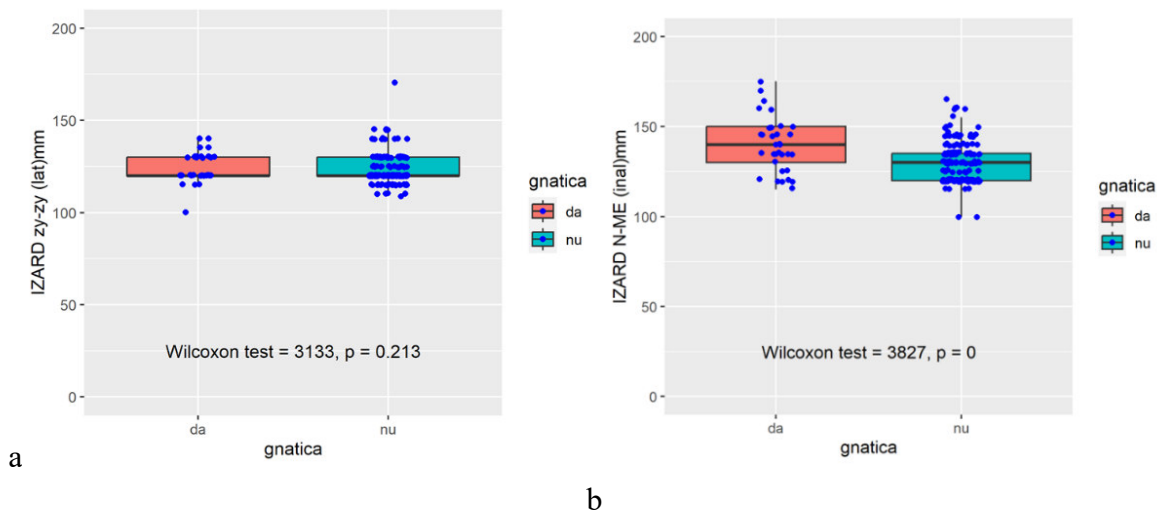 200
150
100
50
0
IZARD zy-zy (lat)mm
Wilcoxon test = 3133, p = 0.213
da
nu
gnatica
gnatica
da
nu
a
200
150
100
50
0
IZARD N-ME (inal)mm
Wilcoxon test = 3827, p = 0
da
nu
gnatica
gnatica
da
nu
b